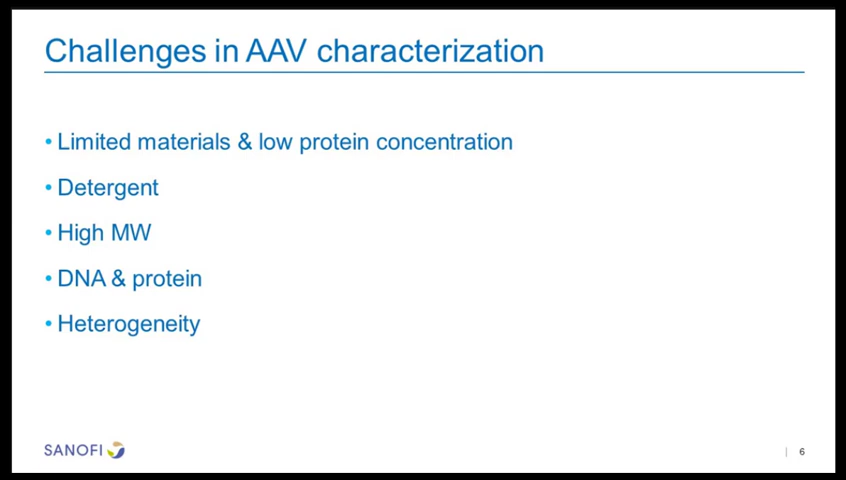 Challenges in AAV characterization
• Limited materials & low protein concentration
• Detergent
• High MW
• DNA & protein
• Heterogeneity
SANOFI
| 6